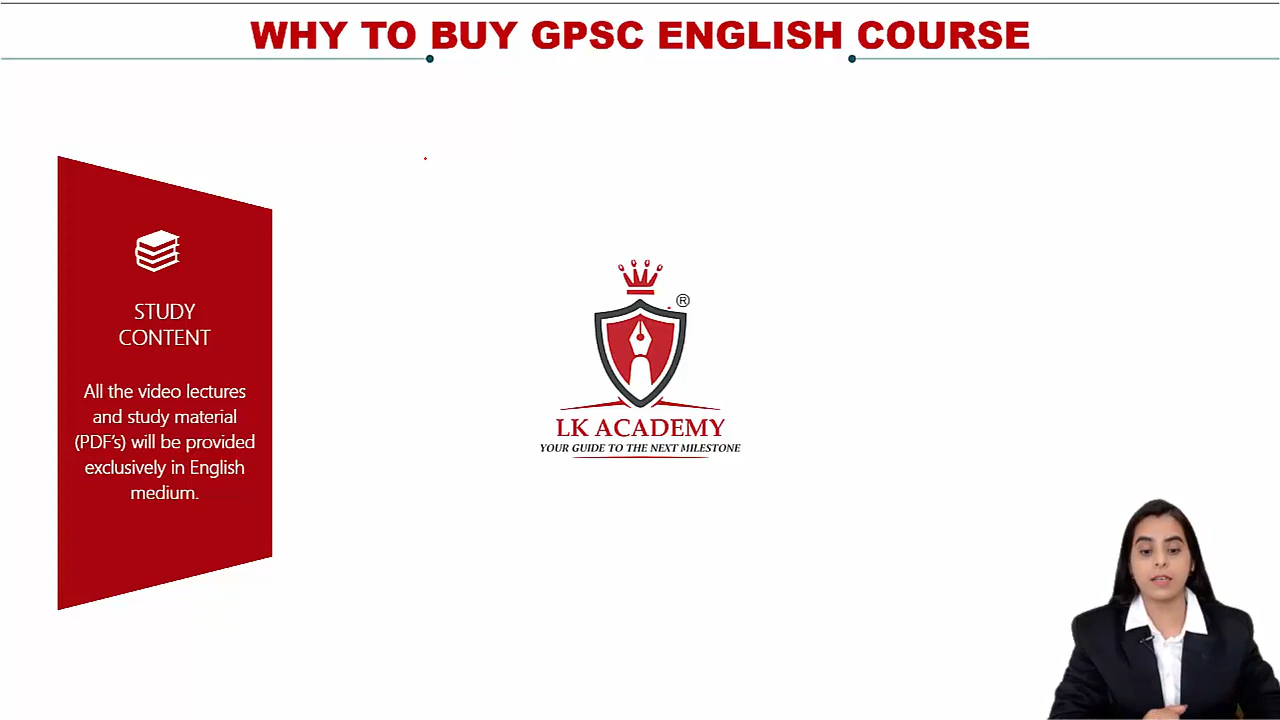 WHY TO BUY GPSC ENGLISH COURSE
STUDY
CONTENT
All the video lectures
and study material
(PDF's) will be provided
exclusively in English
medium.
®
LK ACADEMY
YOUR GUIDE TO THE NEXT MILESTONE